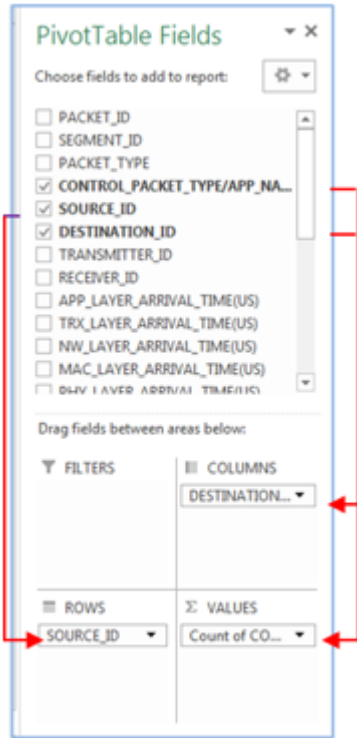 PivotTable Fields
Choose fields to add to report:
PACKET_ID
SEGMENT_ID
PACKET_TYPE
CONTROL_PACKET_TYPE/APP_NA...
SOURCE_ID
DESTINATION_ID
TRANSMITTER_ID
RECEIVER_ID
APP_LAYER_ARRIVAL_TIME(US)
TRX_LAYER_ARRIVAL_TIME(US)
NW_LAYER_ARRIVAL_TIME(US)
MAC_LAYER_ARRIVAL_TIME(US)
PHY_LAYER_ARRIVAL_TIME(US)
Drag fields between areas below:
FILTERS
COLUMNS
DESTINATION...
ROWS
Σ VALUES
SOURCE_ID
Count of CO...